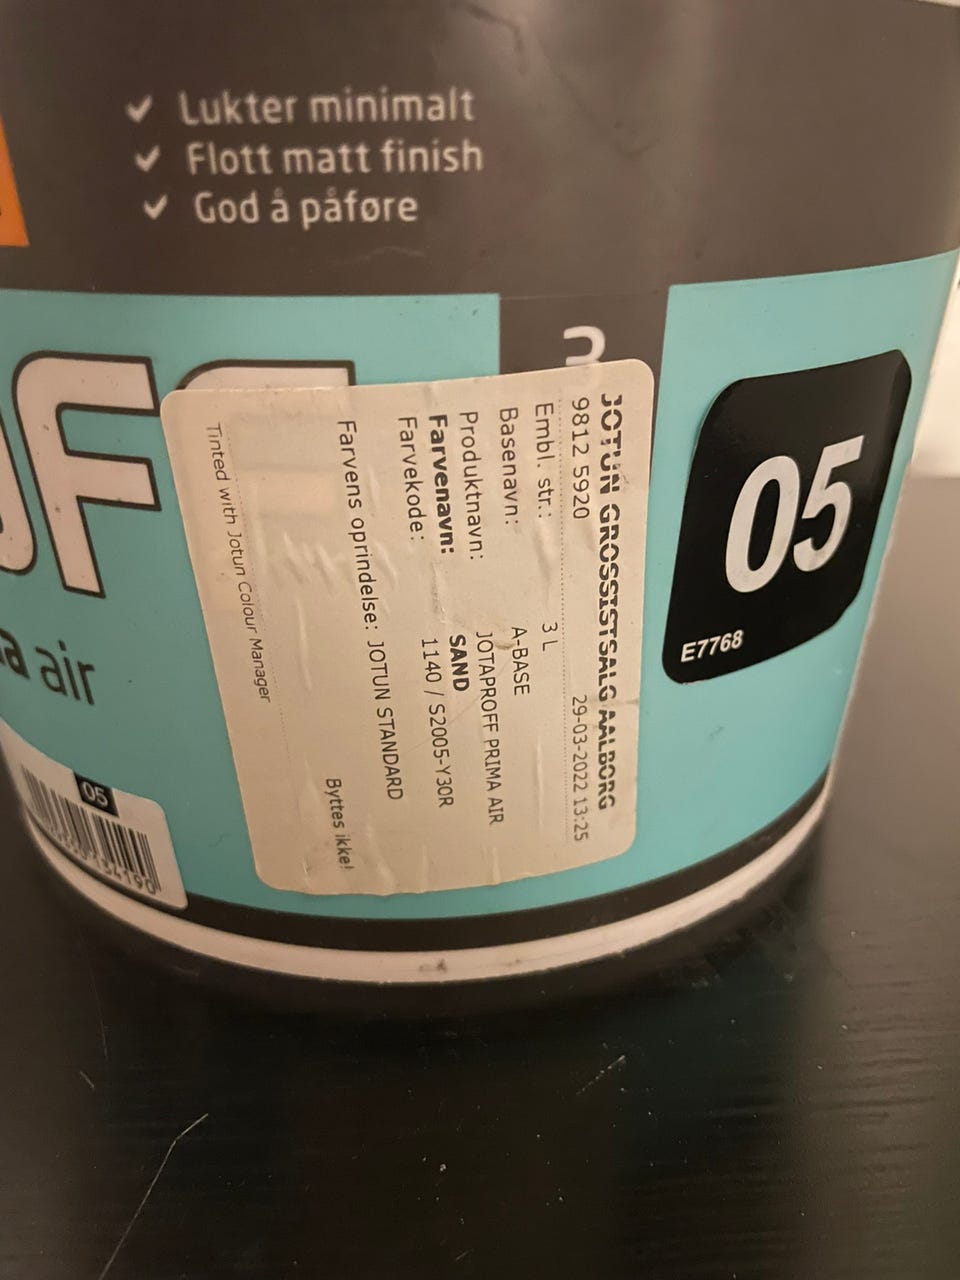 ✓ Lukter minimalt
✓ Flott matt finish
✓ God å påføre
05
E7768
JOTUN GROSSISTSALG AALBORG
9812 5920 29-03-2022 13:25
Embl. str.: 3 L
Basenavn: A-BASE
Produktnavn: JOTAPROFF PRIMA AIR
Farvenavn: SAND
Farvekode: 1140 / S2005-Y30R
Farvens oprindelse: JOTUN STANDARD
Byttes ikke!
Tinted with Jotun Colour Manager
air
05